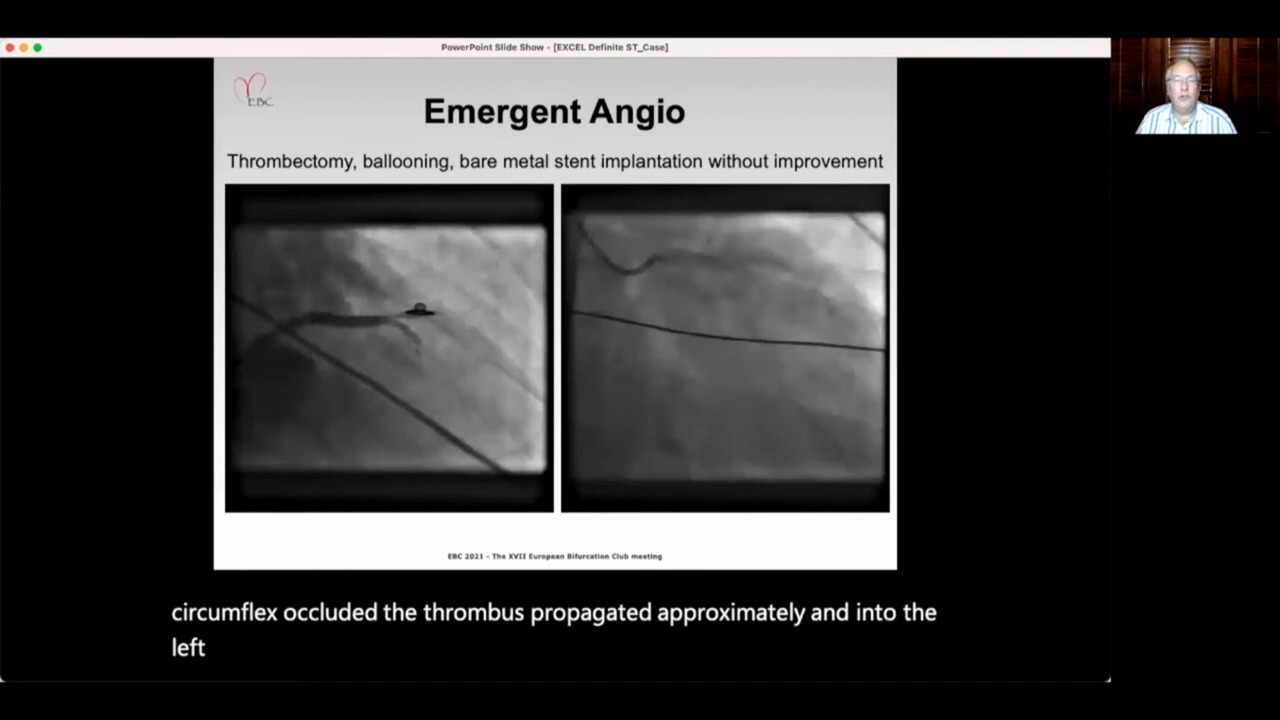 PowerPoint Slide Show - [EXCEL Definite ST_Case]
EBC
Emergent Angio
Thrombectomy, ballooning, bare metal stent implantation without improvement
EBC 2021 - The XVII European Bifurcation Club meeting
circumflex occluded the thrombus propagated approximately and into the
left